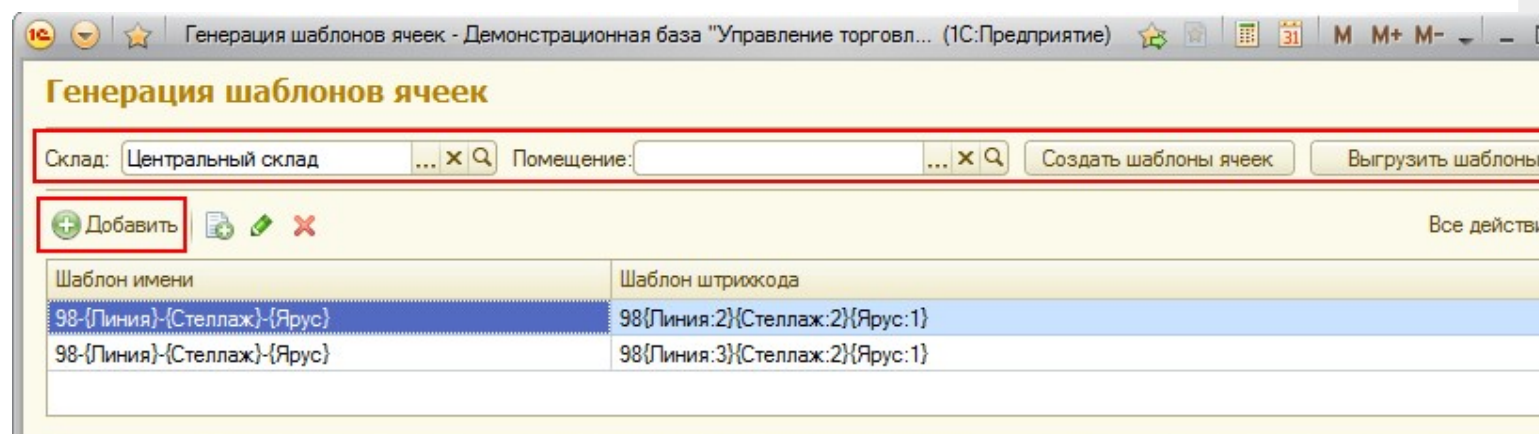 Генерация шаблонов ячеек - Демонстрационная база "Управление торговл... (1С:Предприятие) 31 M M+ M-
Генерация шаблонов ячеек
Склад: Центральный склад ... Помещение: ... Создать шаблоны ячеек Выгрузить шаблоны
Добавить Все действи
Шаблон имени Шаблон штрихкода
98-{Линия}-{Стеллаж}-{Ярус} 98{Линия:2}{Стеллаж:2}{Ярус:1}
98-{Линия}-{Стеллаж}-{Ярус} 98{Линия:3}{Стеллаж:2}{Ярус:1}